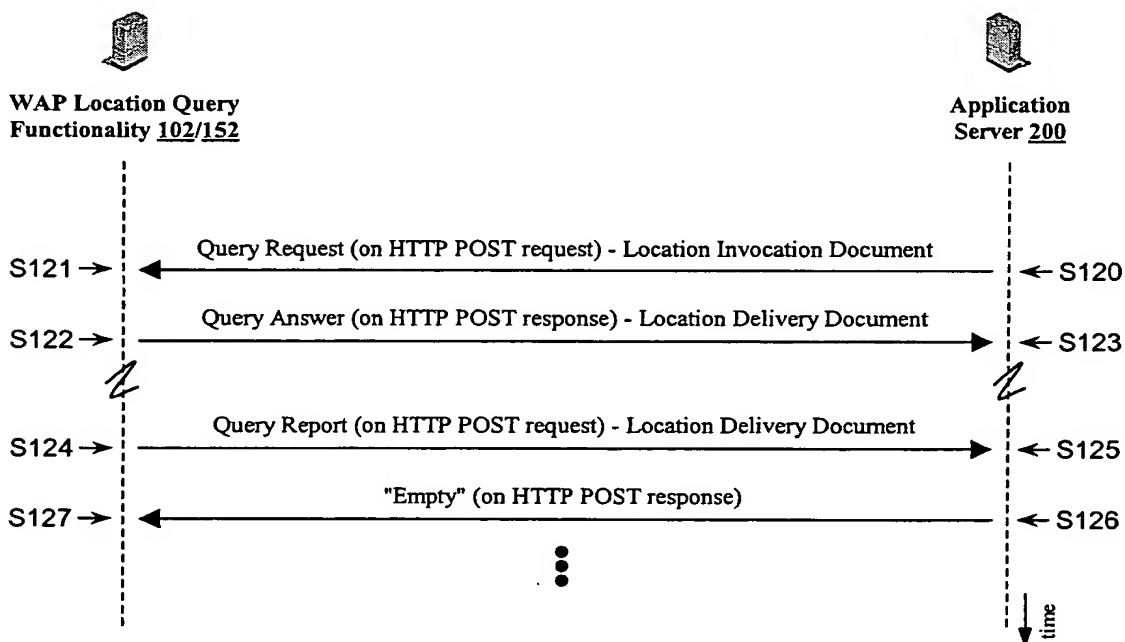 WAP Location Query
Functionality 102/152
Application
Server 200
Query Request (on HTTP POST request) - Location Invocation Document
S121
S120
Query Answer (on HTTP POST response) - Location Delivery Document
S122
S123
Query Report (on HTTP POST request) - Location Delivery Document
S124
S125
"Empty" (on HTTP POST response)
S127
S126
time